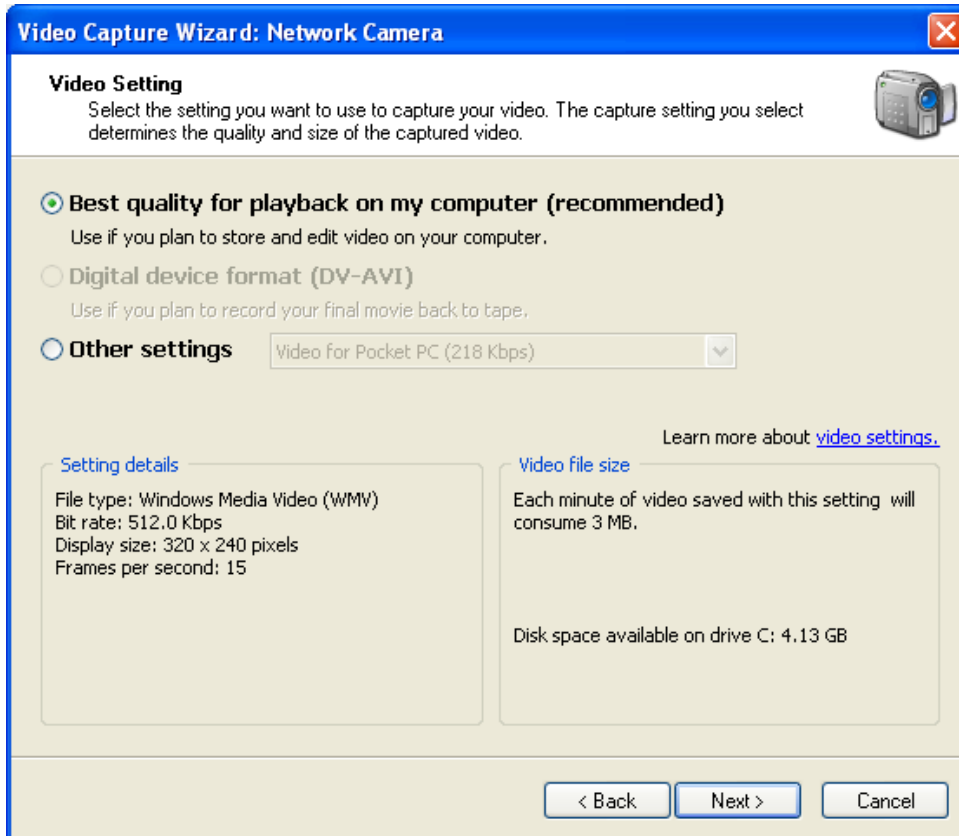 Video Capture Wizard: Network Camera
Video Setting
Select the setting you want to use to capture your video. The capture setting you select
determines the quality and size of the captured video.
Best quality for playback on my computer (recommended)
Use if you plan to store and edit video on your computer.
Digital device format (DV-AVI)
Use if you plan to record your final movie back to tape.
Other settings
Video for Pocket PC (218 Kbps)
Learn more about video settings.
Setting details
File type: Windows Media Video (WMV)
Bit rate: 512.0 Kbps
Display size: 320 x 240 pixels
Frames per second: 15
Video file size
Each minute of video saved with this setting will
consume 3 MB.
Disk space available on drive C: 4.13 GB
< Back
Next >
Cancel